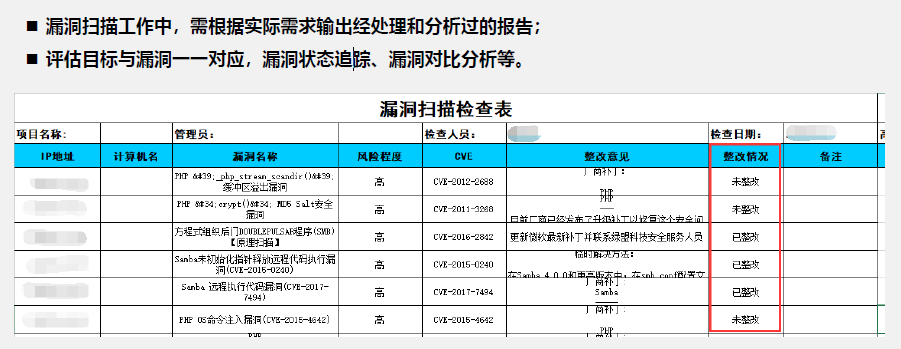 ■ 漏洞扫描工作中，需根据实际需求输出经处理和分析过的报告；
■ 评估目标与漏洞一一对应，漏洞状态追踪、漏洞对比分析等。
漏洞扫描检查表
项目名称： 管理员： 检查人员： 检查日期：
IP地址 计算机名 漏洞名称 风险程度 CVE 整改意见 整改情况 备注
PHP &#39;_php_stream_scandir()&#39;
缓冲区溢出漏洞 高 CVE-2012-2688 厂商补丁：
PHP 未整改
PHP &#34;crypt()&#34; MD5 Salt安全
漏洞 高 CVE-2011-3268 PHP
目前厂商已经发布了升级补丁以修复这个安全问 未整改
方程式组织后门DOUBLEPULSAR程序(SMB)
【原理扫描】 高 CVE-2016-2842 更新微软最新补丁并联系绿盟科技安全服务人员 已整改
Samba未初始化指针释放远程代码执行漏
洞(CVE-2015-0240) 高 CVE-2015-0240 临时解决方法：
在Samba 4.0.0和更高版本中，在smb.conf配置文 已整改
Samba 远程执行代码漏洞(CVE-2017-
7494) 高 CVE-2017-7494 厂商补丁：
Samba 已整改
PHP OS命令注入漏洞(CVE-2015-4642) 高 CVE-2015-4642 厂商补丁：
PHP 未整改